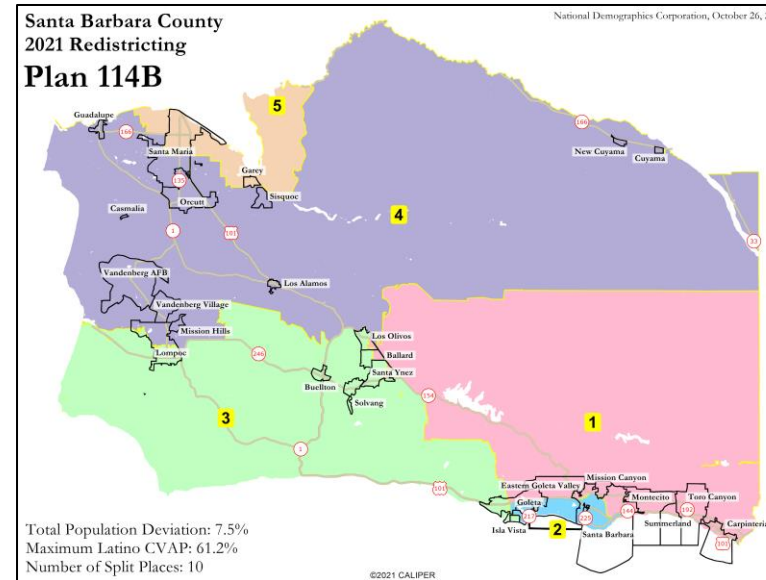 Santa Barbara County
2021 Redistricting
Plan 114B
National Demographics Corporation, October 26,
5
Guadalupe
166
Santa Maria
135
Garey
Orcutt
Sisquoc
Casmalia
1
101
4
166
New Cuyama
Cuyama
33
Vandenberg AFB
Los Alamos
Vandenberg Village
Mission Hills
Lompoc
246
Los Olivos
Ballard
Santa Ynez
Buellton
Solvang
154
3
1
1
101
Eastern Goleta Valley
Mission Canyon
Goleta
Montecito
Toro Canyon
217
225
144
192
Carpinteria
Isla Vista
2
Santa Barbara
Summerland
Total Population Deviation: 7.5%
Maximum Latino CVAP: 61.2%
Number of Split Places: 10
©2021 CALIPER